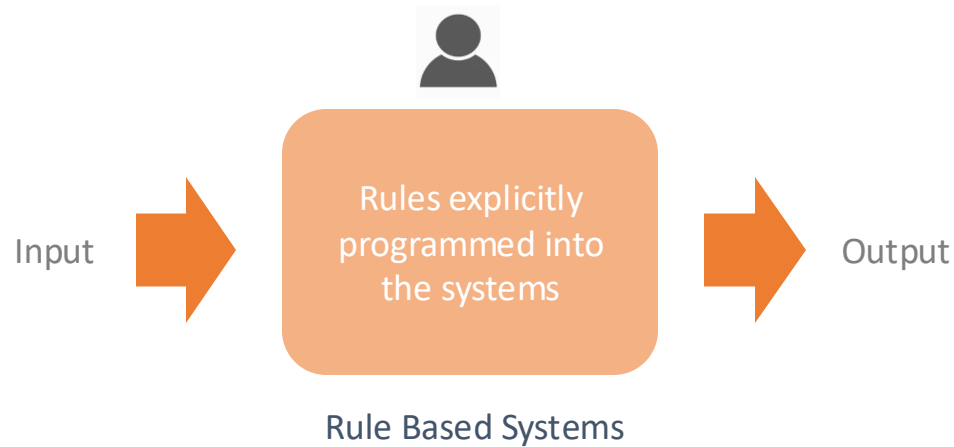 Rules explicitly
programmed into
the systems
Input
Output
Rule Based Systems